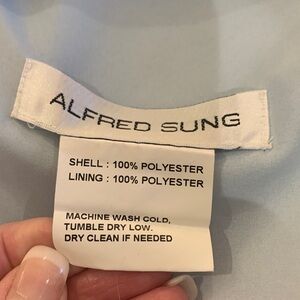 ALFRED SUNG
SHELL : 100% POLYESTER
LINING : 100% POLYESTER
MACHINE WASH COLD,
TUMBLE DRY LOW.
DRY CLEAN IF NEEDED